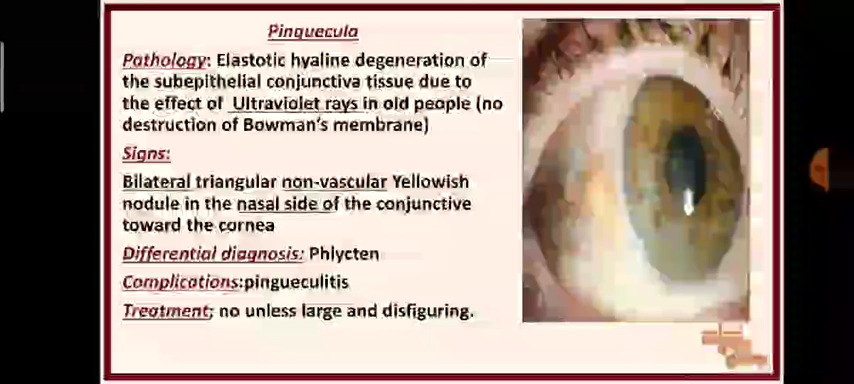 Pinguecula
Pathology: Elastotic hyaline degeneration of
the subepithelial conjunctiva tissue due to
the effect of Ultraviolet rays in old people (no
destruction of Bowman's membrane)
Signs:
Bilateral triangular non-vascular Yellowish
nodule in the nasal side of the conjunctive
toward the cornea
Differential diagnosis: Phlycten
Complications:pingueculitis
Treatment; no unless large and disfiguring.